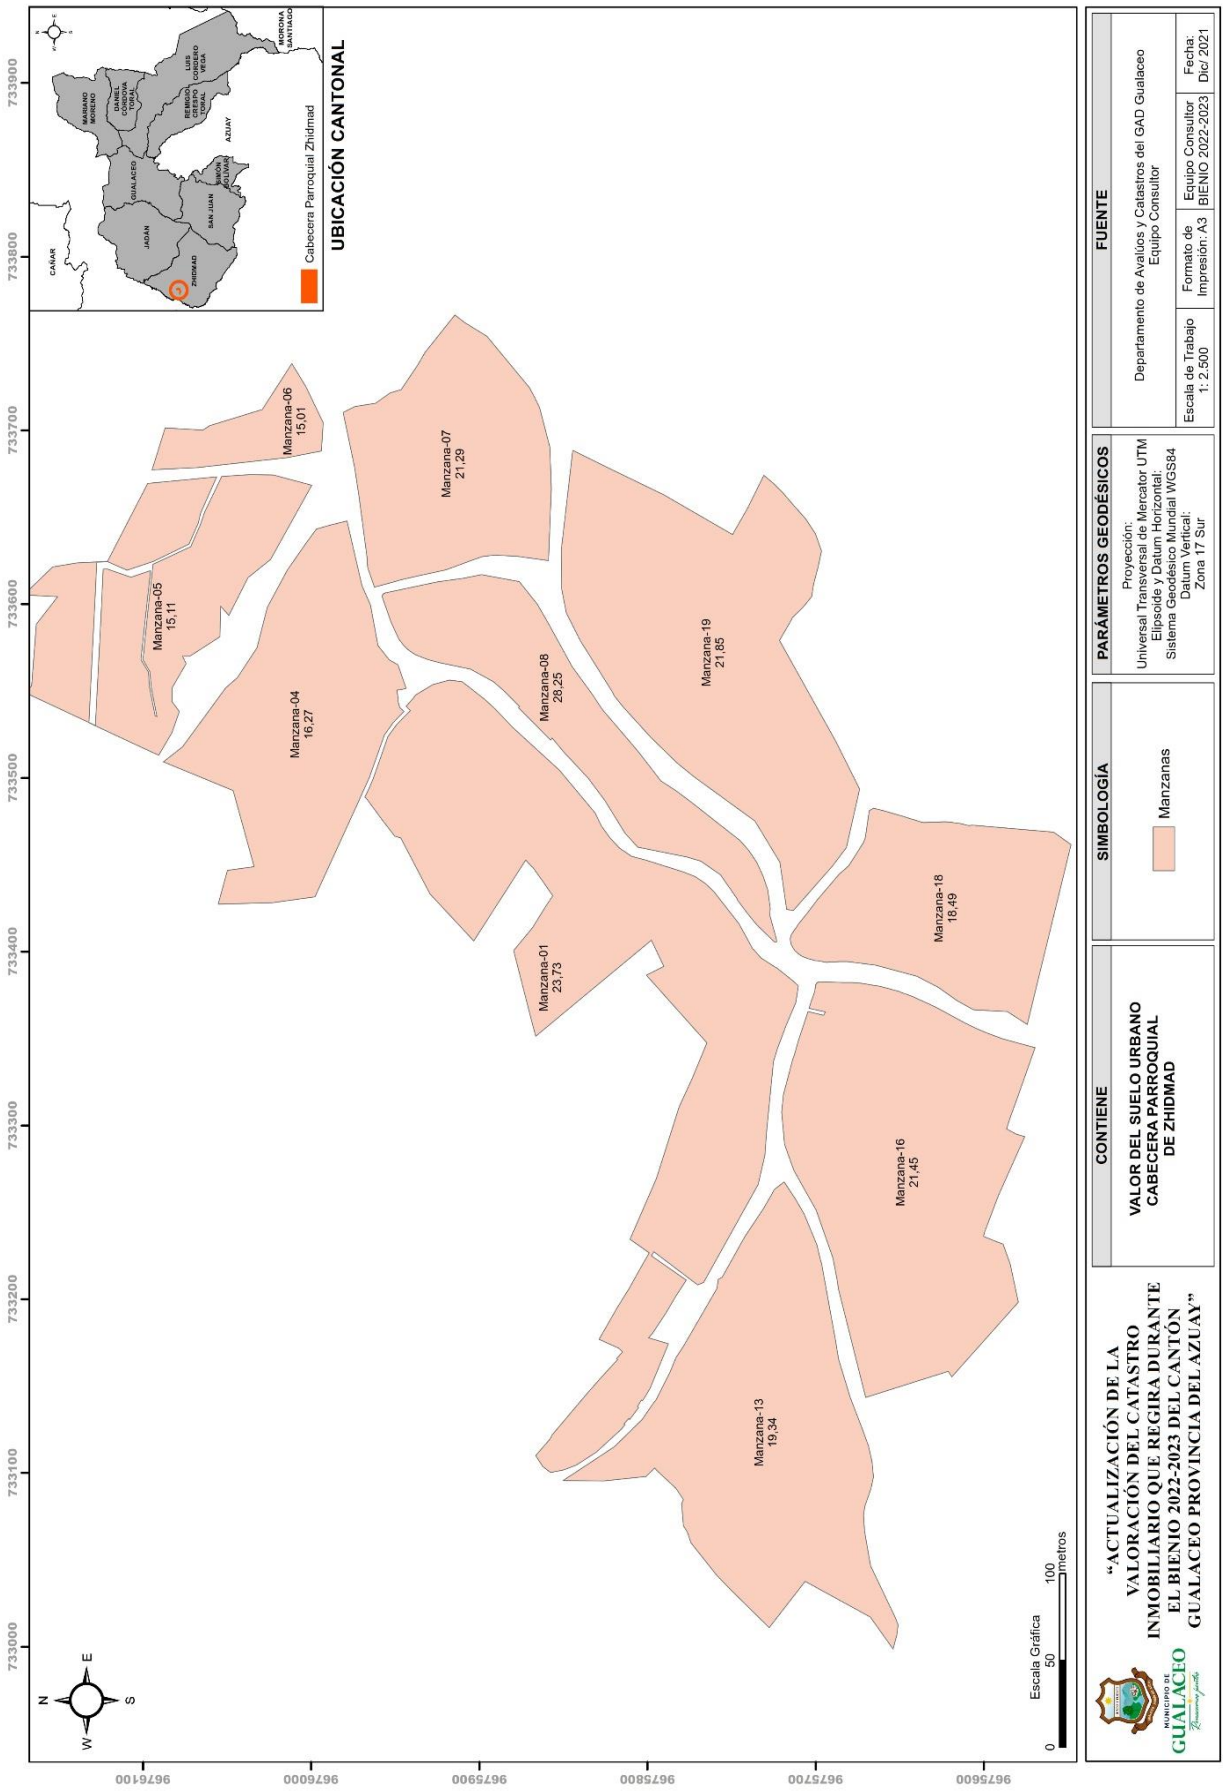 733000
733100
733200
733300
733400
733500
733600
733700
733800
733900
9676100
9676000
9675900
9675800
9675700
9675600
N
W
E
S
Manzana-05
15,11
Manzana-06
15,01
Manzana-04
16,27
Manzana-07
21,29
Manzana-08
28,25
Manzana-01
23,73
Manzana-19
21,85
Manzana-18
18,49
Manzana-16
21,45
Manzana-13
19,34
Escala Gráfica
0
50
100
metros
N
W
E
S
CAÑAR
MARIANO
MORENO
DANIEL
CÓRDOVA
TORAL
GUALACEO
JADÁN
LUIS
CORDERO
VEGA
REMIGIO
CRESPO
TORAL
ZHIDMAD
SAN JUAN
SIMÓN
BOLÍVAR
AZUAY
MORONA
SANTIAGO
Cabecera Parroquial Zhidmad
UBICACIÓN CANTONAL
MUNICIPIO DE
GUALACEO
“ACTUALIZACIÓN DE LA
VALORACIÓN DEL CATASTRO
INMOBILIARIO QUE REGIRA DURANTE
EL BIENIO 2022-2023 DEL CANTÓN
GUALACEO PROVINCIA DEL AZUAY”
CONTIENE
VALOR DEL SUELO URBANO
CABECERA PARROQUIAL
DE ZHIDMAD
SIMBOLOGÍA
Manzanas
PARÁMETROS GEODÉSICOS
Proyección:
Universal Transversal de Mercator UTM
Elipsoide y Datum Horizontal:
Sistema Geodésico Mundial WGS84
Datum Vertical:
Zona 17 Sur
FUENTE
Departamento de Avalúos y Catastros del GAD Gualaceo
Equipo Consultor
Escala de Trabajo
1: 2.500
Formato de
Impresión: A3
Equipo Consultor
BIENIO 2022-2023
Fecha:
Dic/ 2021